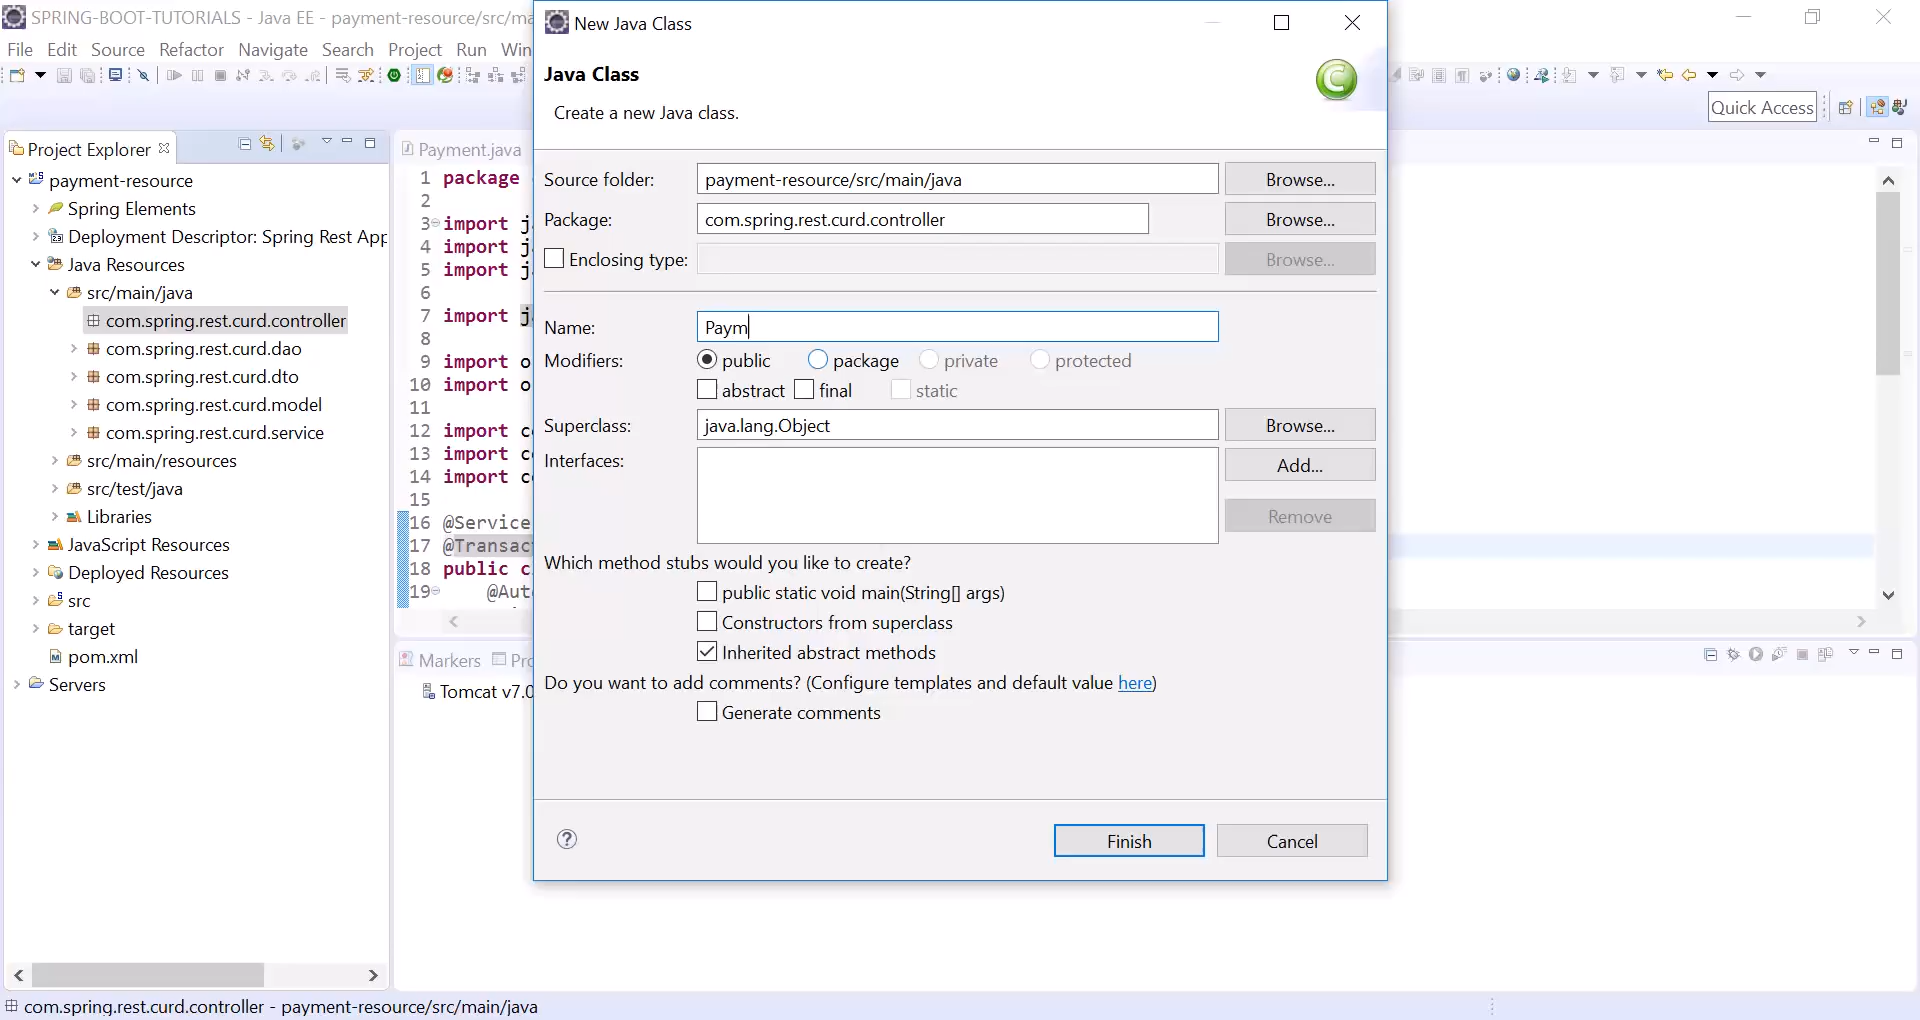 SPRING-BOOT-TUTORIALS - Java EE - payment-resource/src/ma
File Edit Source Refactor Navigate Search Project Run Win
Quick Access
Project Explorer
payment-resource
Spring Elements
Deployment Descriptor: Spring Rest App
Java Resources
src/main/java
com.spring.rest.curd.controller
com.spring.rest.curd.dao
com.spring.rest.curd.dto
com.spring.rest.curd.model
com.spring.rest.curd.service
src/main/resources
src/test/java
Libraries
JavaScript Resources
Deployed Resources
src
target
pom.xml
Servers
Payment.java
1 package
2
3 import j
4 import j
5 import j
6
7 import j
8
9 import o
10 import o
11
12 import c
13 import c
14 import c
15
16 @Service
17 @Transac
18 public c
19 @Aut
Markers Pro
Tomcat v7.0
New Java Class
Java Class
Create a new Java class.
Source folder: payment-resource/src/main/java Browse...
Package: com.spring.rest.curd.controller Browse...
Enclosing type: Browse...
Name: Paym
Modifiers: public package private protected
abstract final static
Superclass: java.lang.Object Browse...
Interfaces: Add...
Remove
Which method stubs would you like to create?
public static void main(String[] args)
Constructors from superclass
Inherited abstract methods
Do you want to add comments? (Configure templates and default value here)
Generate comments
Finish Cancel
com.spring.rest.curd.controller - payment-resource/src/main/java